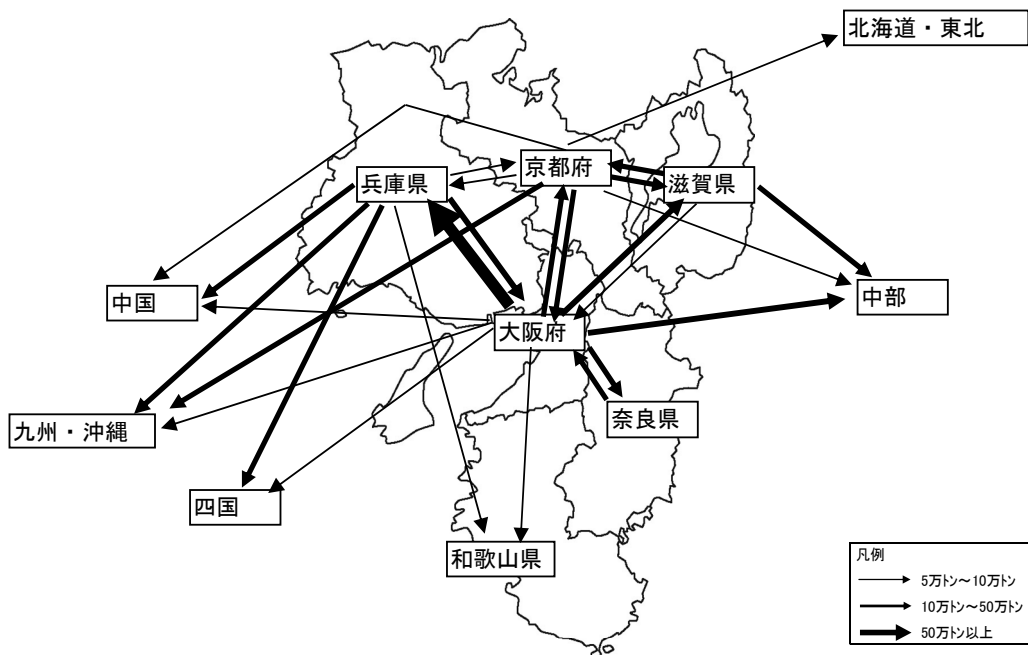 北海道・東北
京都府
兵庫県
滋賀県
中国
中部
大阪府
九州・沖縄
奈良県
四国
和歌山県
凡例
5万トン～10万トン
10万トン～50万トン
50万トン以上